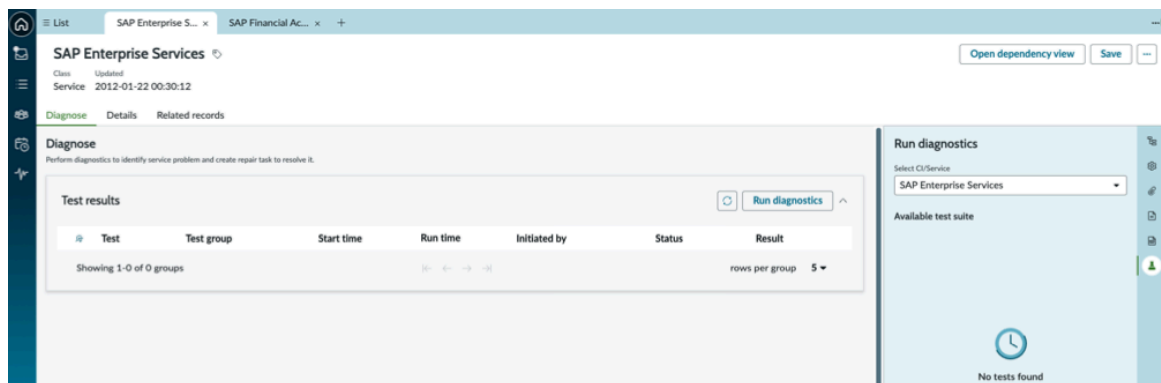 List
SAP Enterprise S... ×
SAP Financial Ac... × +
SAP Enterprise Services
Open dependency view
Save
...
Class Updated
Service 2012-01-22 00:30:12
Diagnose Details Related records
Diagnose
Perform diagnostics to identify service problem and create repair task to resolve it.
Test results
Run diagnostics
Test Test group Start time Run time Initiated by Status Result
Showing 1-0 of 0 groups
rows per group 5
Run diagnostics
Select CI/Service
SAP Enterprise Services
Available test suite
No tests found